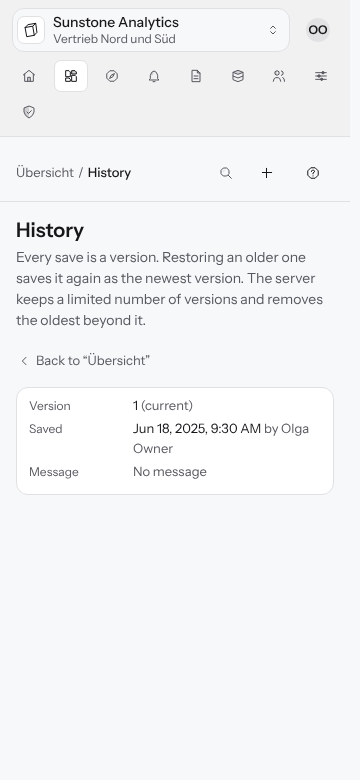 Sunstone Analytics
Vertrieb Nord und Süd
OO
Übersicht / History
History
Every save is a version. Restoring an older one
saves it again as the newest version. The server
keeps a limited number of versions and removes
the oldest beyond it.
Back to “Übersicht”
Version 1 (current)
Saved Jun 18, 2025, 9:30 AM by Olga
Owner
Message No message